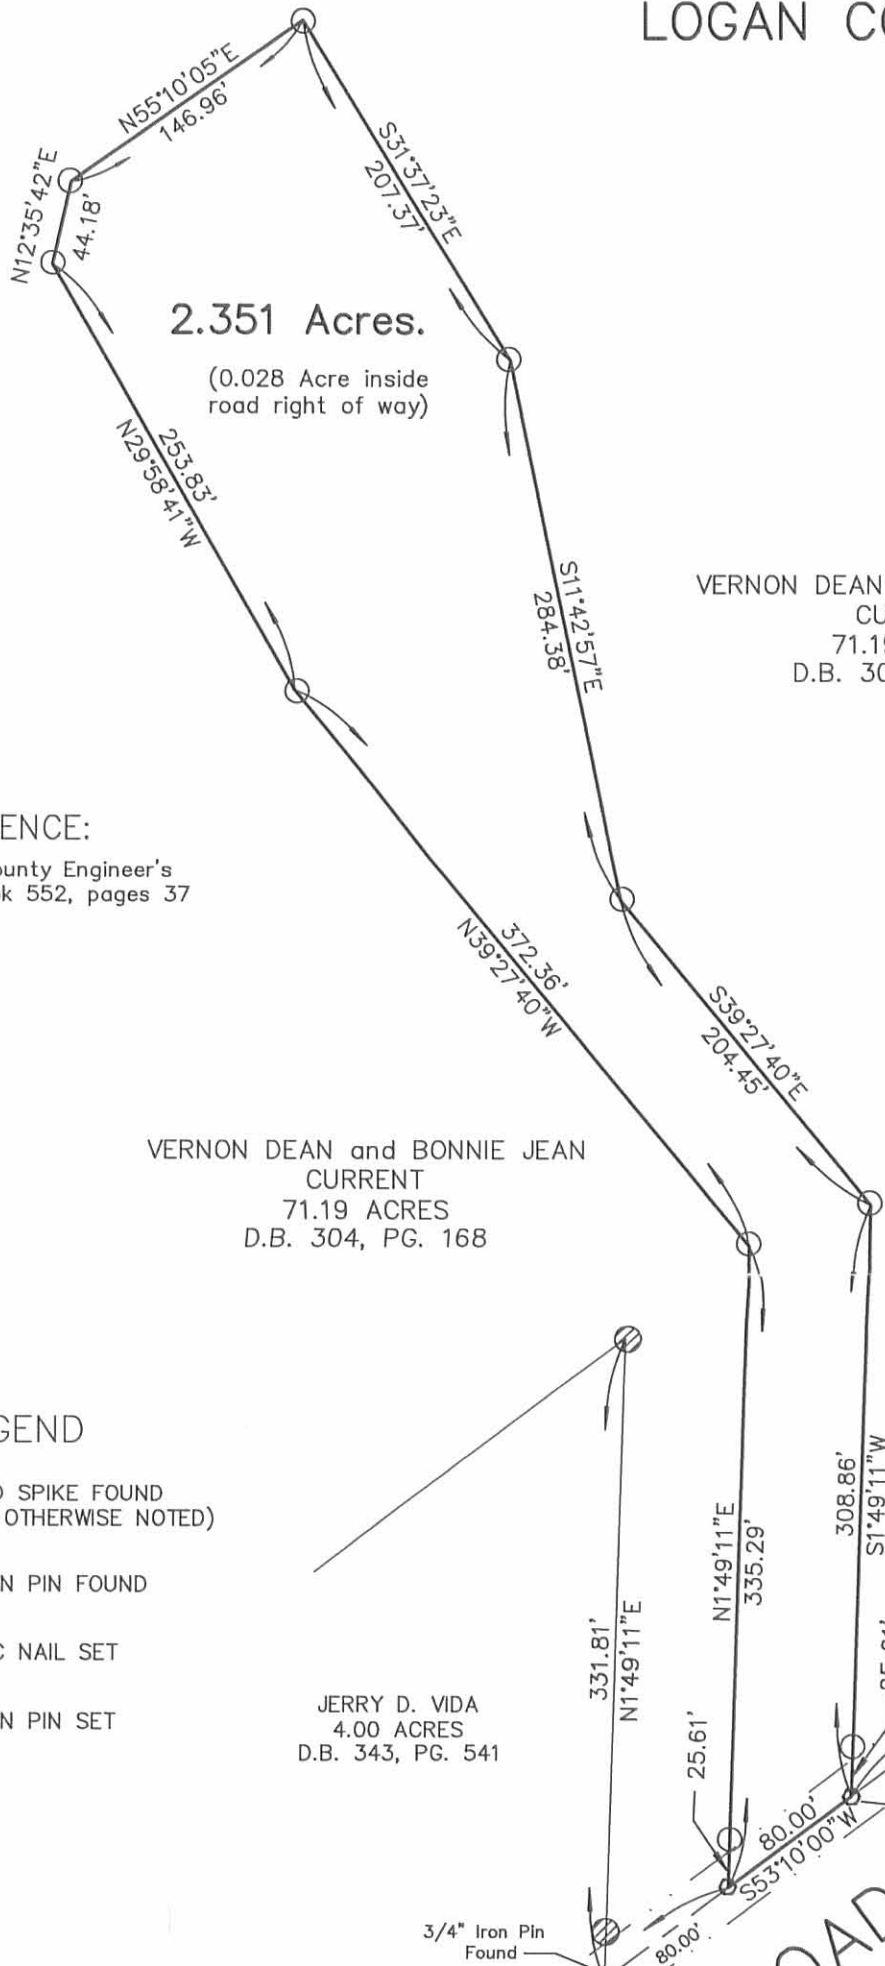 LOGAN CO
N55°10'05"E
146.96'
N12°35'42"E
44.18'
S31°37'23"E
207.37'
2.351 Acres.
(0.028 Acre inside
road right of way)
253.83'
N29°58'41"W
S11°42'57"E
284.38'
VERNON DEAN
CU
71.19
D.B. 30
ENCE:
ounty Engineer's
k 552, pages 37
372.36'
N39°27'40"W
S39°27'40"E
204.45'
VERNON DEAN and BONNIE JEAN
CURRENT
71.19 ACRES
D.B. 304, PG. 168
GEND
SPIKE FOUND
OTHERWISE NOTED)
N PIN FOUND
NAIL SET
N PIN SET
331.81'
N1°49'11"E
N1°49'11"E
335.29'
308.86'
S1°49'11"W
JERRY D. VIDA
4.00 ACRES
D.B. 343, PG. 541
25.61'
80.00'
S53°10'00"W
80.00'
3/4" Iron Pin
Found
OAD